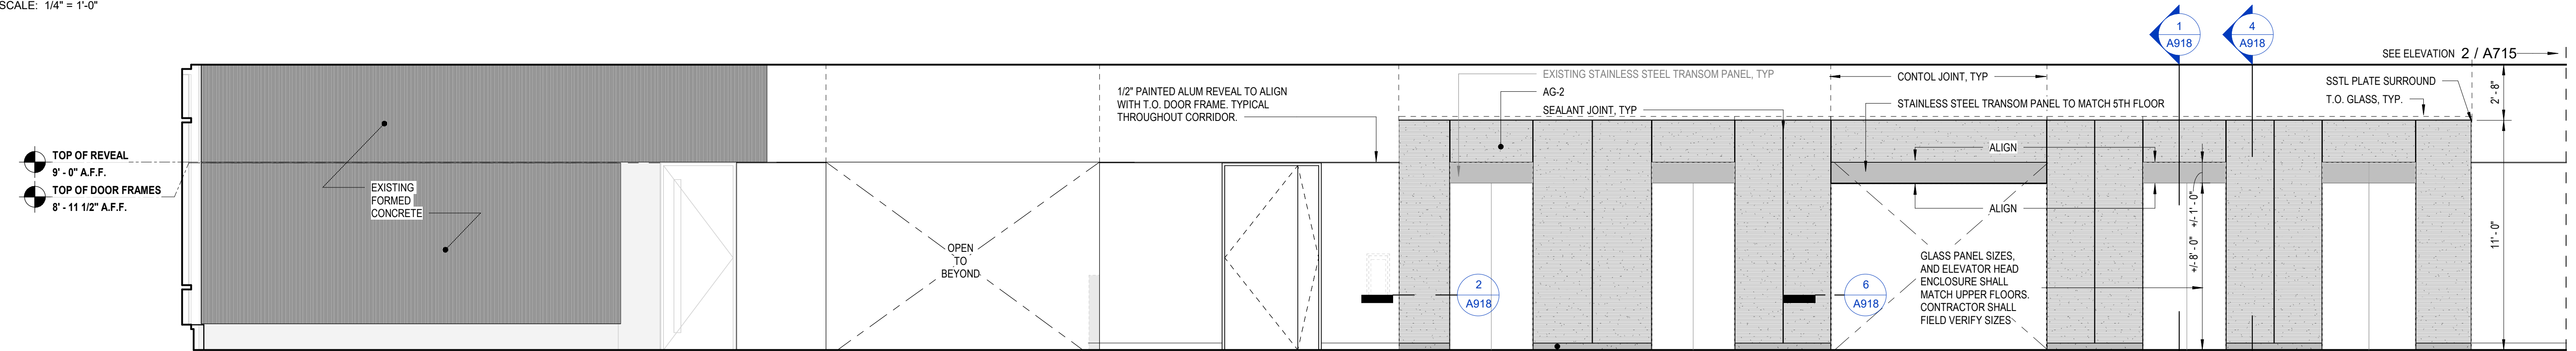 SCALE: 1/4" = 1'-0"
1
A918
4
A918
SEE ELEVATION 2 / A715
EXISTING STAINSLESS STEEL TRANSOM PANEL, TYP
AG-2
SEALANT JOINT, TYP
CONTOL JOINT, TYP
STAINLESS STEEL TRANSOM PANEL TO MATCH 5TH FLOOR
SSTL PLATE SURROUND
T.O. GLASS, TYP.
2' - 8"
1/2" PAINTED ALUM REVEAL TO ALIGN
WITH T.O. DOOR FRAME. TYPICAL
THROUGHOUT CORRIDOR.
TOP OF REVEAL
9' - 0" A.F.F.
TOP OF DOOR FRAMES
8' - 11 1/2" A.F.F.
EXISTING
FORMED
CONCRETE
OPEN
TO
BEYOND
ALIGN
ALIGN
+/- 1' - 0"
+/- 8' - 0"
11' - 0"
GLASS PANEL SIZES,
AND ELEVATOR HEAD
ENCLOSURE SHALL
MATCH UPPER FLOORS.
CONTRACTOR SHALL
FIELD VERIFY SIZES
2
A918
6
A918